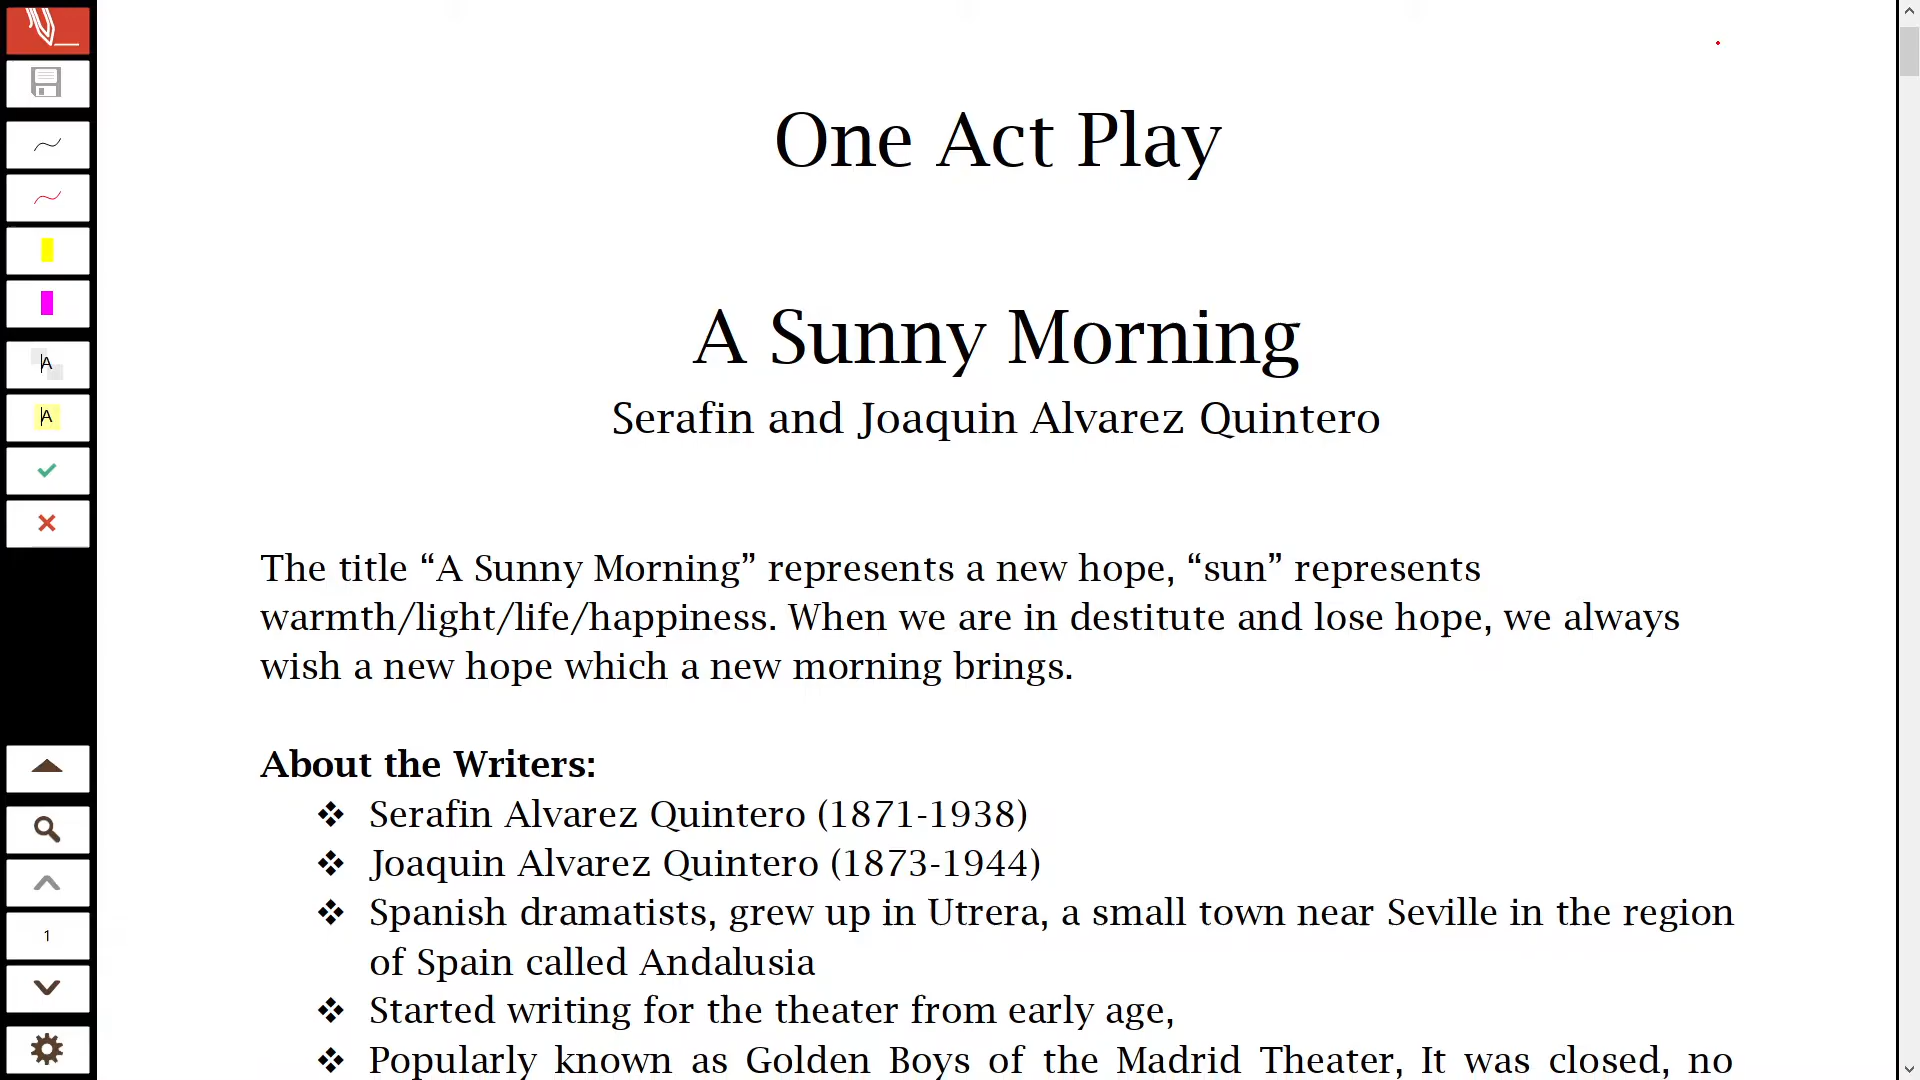 One Act Play
A Sunny Morning
Serafin and Joaquin Alvarez Quintero
The title “A Sunny Morning” represents a new hope, “sun” represents
warmth/light/life/happiness. When we are in destitute and lose hope, we always
wish a new hope which a new morning brings.
About the Writers:
❖ Serafin Alvarez Quintero (1871-1938)
❖ Joaquin Alvarez Quintero (1873-1944)
❖ Spanish dramatists, grew up in Utrera, a small town near Seville in the region
of Spain called Andalusia
❖ Started writing for the theater from early age,
❖ Popularly known as Golden Boys of the Madrid Theater, It was closed, no
A
A
1